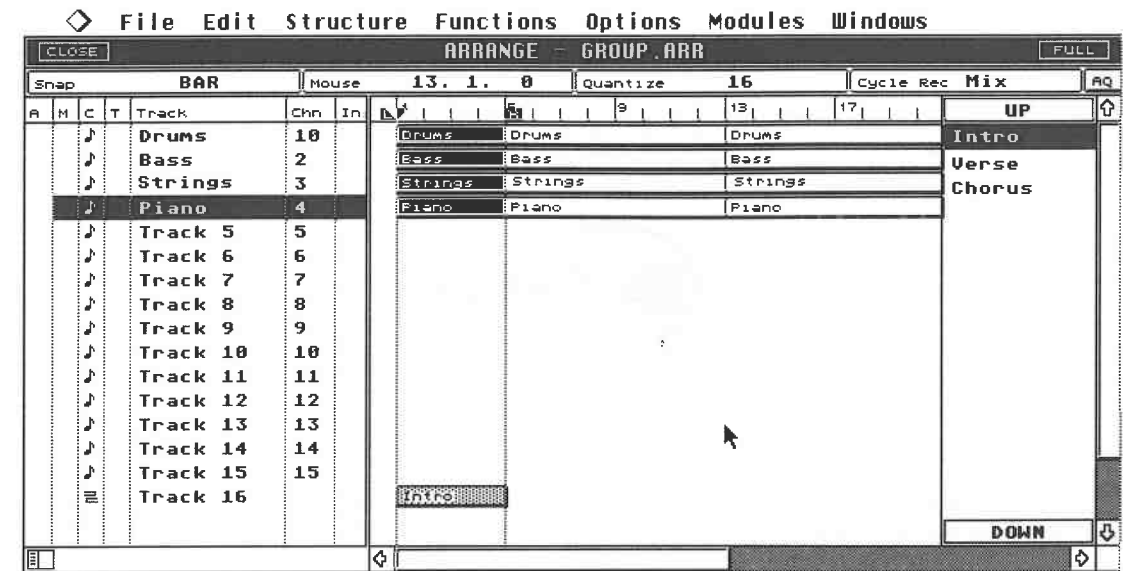 File Edit Structure Functions Options Modules Windows
CLOSE ARRANGE - GROUP.ARR FULL
Snap BAR Mouse 13. 1. 0 Quantize 16 Cycle Rec Mix AQ
A M C T Track Chn In 1 5 9 13 17 UP
Drums 10 Drums Drums Drums Intro
Bass 2 Bass Bass Bass Verse
Strings 3 Strings Strings Strings Chorus
Piano 4 Piano Piano Piano
Track 5 5
Track 6 6
Track 7 7
Track 8 8
Track 9 9
Track 10 10
Track 11 11
Track 12 12
Track 13 13
Track 14 14
Track 15 15
Track 16 Intro
DOWN